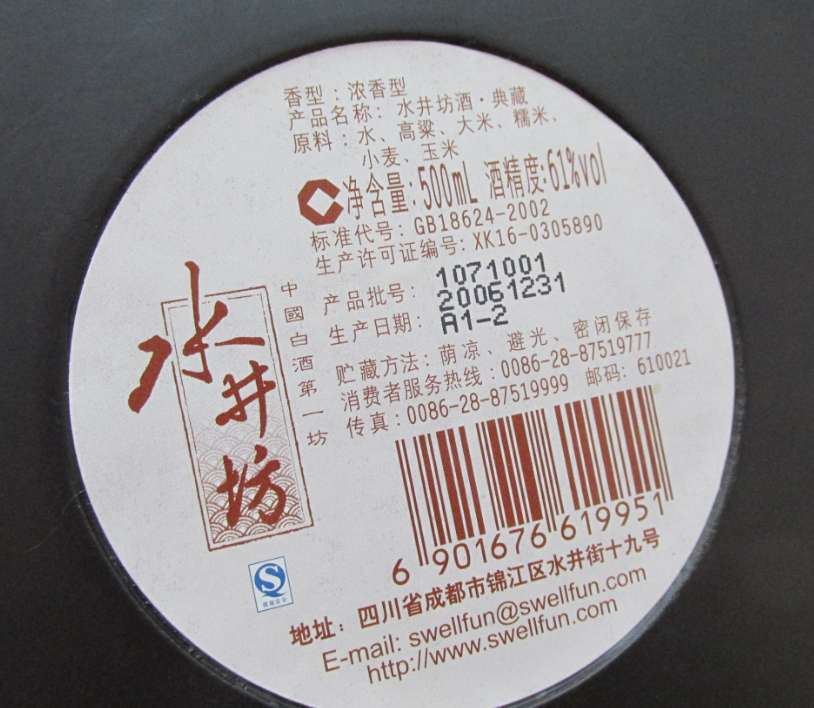 香型：浓香型
产品名称：水井坊酒·典藏
原料：水、高粱、大米、糯米、
小麦、玉米
净含量:500mL 酒精度:61%vol
标准代号：GB18624-2002
生产许可证编号：XK16-0305890
产品批号：1071001
生产日期：20061231
A1-2
贮藏方法：荫凉、避光、密闭保存
消费者服务热线：0086-28-87519777
传真：0086-28-87519999 邮码：610021
水井坊
中國白酒第一坊
6 901676 619951
地址：四川省成都市锦江区水井街十九号
E-mail: swellfun@swellfun.com
http://www.swellfun.com